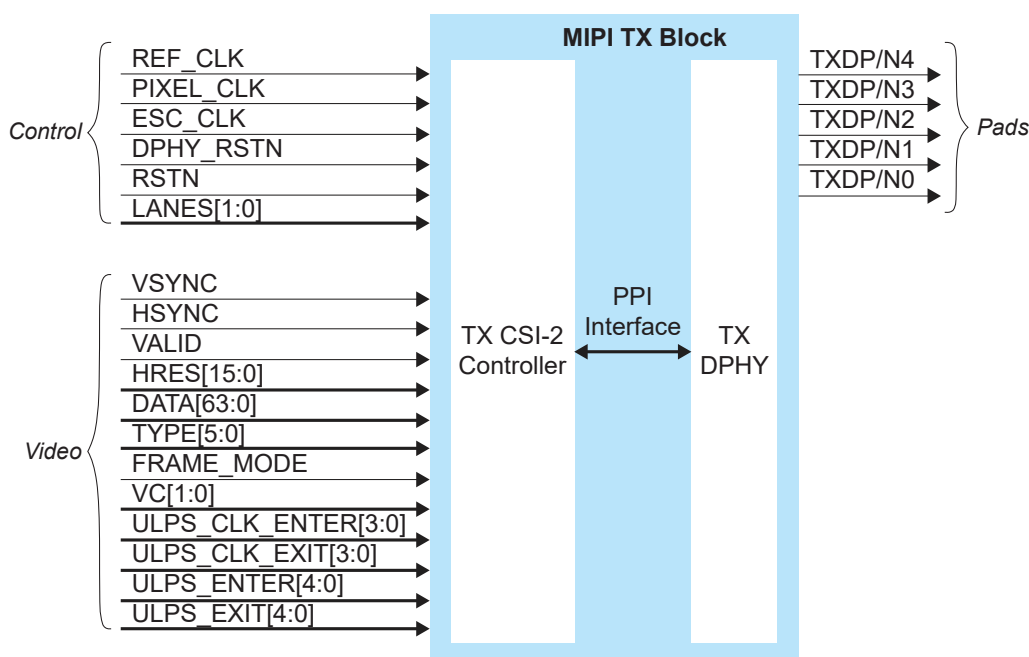 MIPI TX Block
Control
REF_CLK
PIXEL_CLK
ESC_CLK
DPHY_RSTN
RSTN
LANES[1:0]
Video
VSYNC
HSYNC
VALID
HRES[15:0]
DATA[63:0]
TYPE[5:0]
FRAME_MODE
VC[1:0]
ULPS_CLK_ENTER[3:0]
ULPS_CLK_EXIT[3:0]
ULPS_ENTER[4:0]
ULPS_EXIT[4:0]
TX CSI-2
Controller
PPI
Interface
TX
DPHY
TXDP/N4
TXDP/N3
TXDP/N2
TXDP/N1
TXDP/N0
Pads